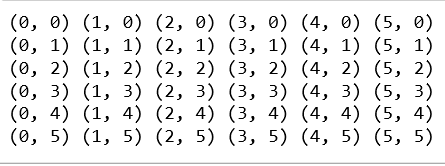 (0, 0) (1, 0) (2, 0) (3, 0) (4, 0) (5, 0)
(0, 1) (1, 1) (2, 1) (3, 1) (4, 1) (5, 1)
(0, 2) (1, 2) (2, 2) (3, 2) (4, 2) (5, 2)
(0, 3) (1, 3) (2, 3) (3, 3) (4, 3) (5, 3)
(0, 4) (1, 4) (2, 4) (3, 4) (4, 4) (5, 4)
(0, 5) (1, 5) (2, 5) (3, 5) (4, 5) (5, 5)